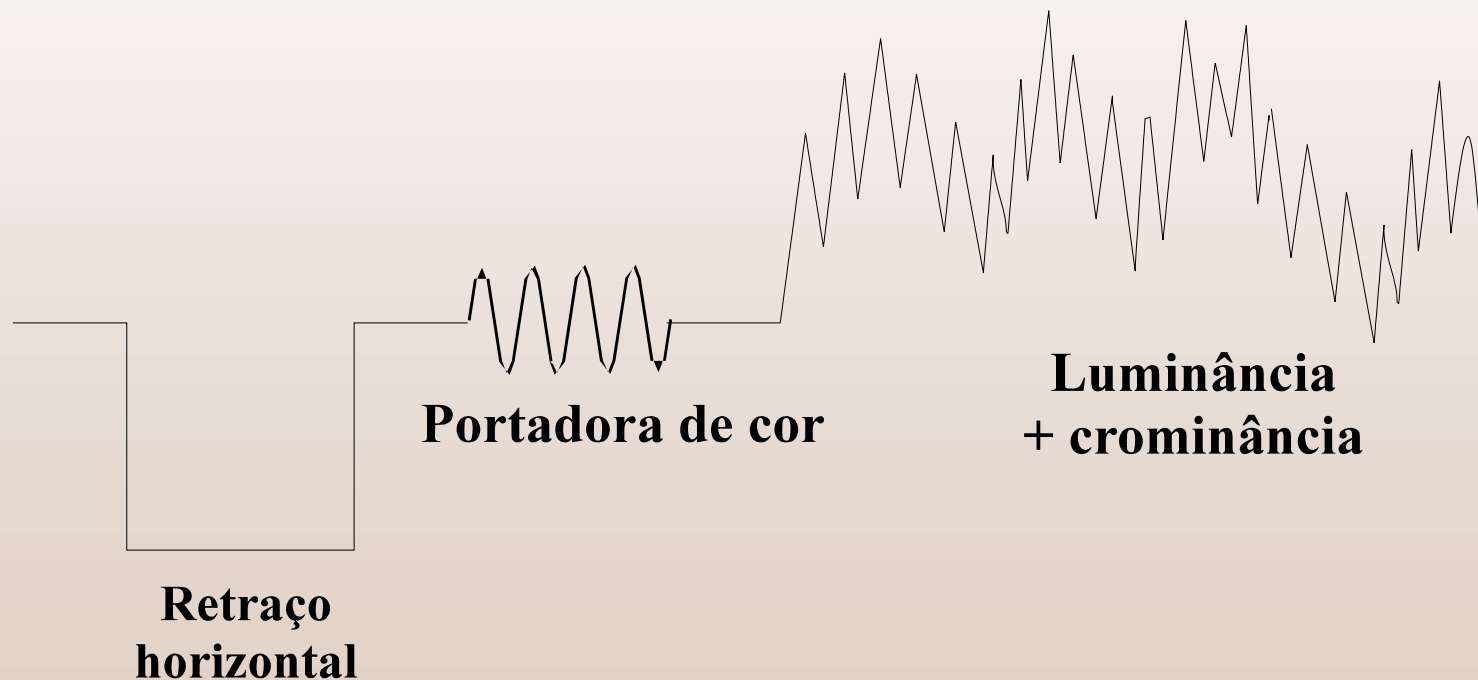 Luminância
+ crominância
Portadora de cor
Retraço
horizontal